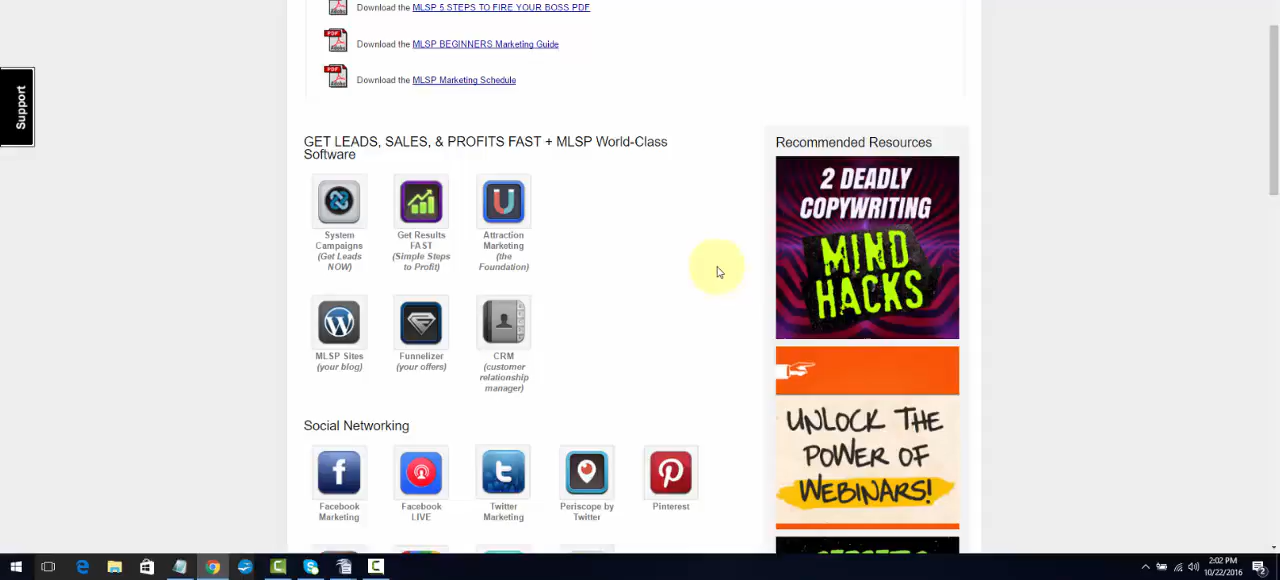 Download the MLSP 5 STEPS TO FIRE YOUR BOSS PDF
Download the MLSP BEGINNERS Marketing Guide
Download the MLSP Marketing Schedule
Support
GET LEADS, SALES, & PROFITS FAST + MLSP World-Class
Software
System
Campaigns
(Get Leads
NOW)
Get Results
FAST
(Simple Steps
to Profit)
Attraction
Marketing
(the
Foundation)
MLSP Sites
(your blog)
Funnelizer
(your offers)
CRM
(customer
relationship
manager)
Social Networking
Facebook
Marketing
Facebook
LIVE
Twitter
Marketing
Periscope by
Twitter
Pinterest
Recommended Resources
2 DEADLY
COPYWRITING
MIND
HACKS
UNLOCK THE
POWER OF
WEBINARS!
2:02 PM
10/22/2016